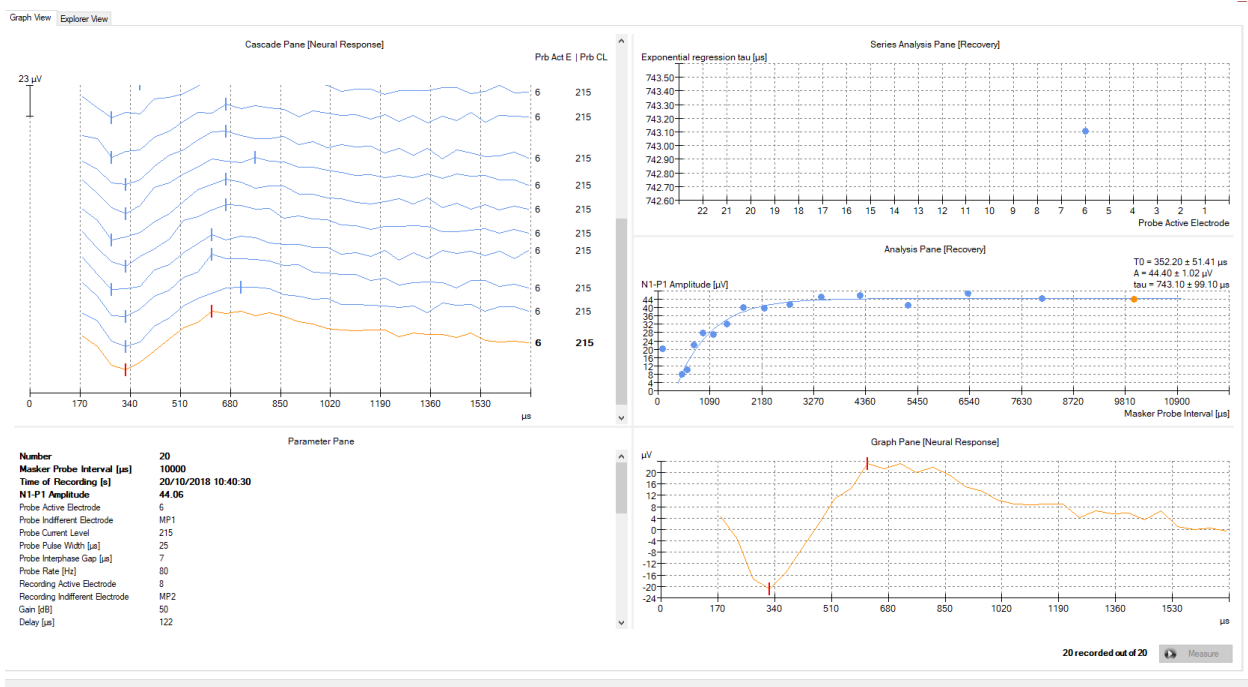 Graph View Explorer View
Cascade Pane [Neural Response]
Prb Act E | Prb CL
23 µV
6 215
6 215
6 215
6 215
6 215
6 215
6 215
6 215
6 215
6 215
0 170 340 510 680 850 1020 1190 1360 1530
µs
Series Analysis Pane [Recovery]
Exponential regression tau [µs]
743.50
743.40
743.30
743.20
743.10
743.00
742.90
742.80
742.70
742.60
22 21 20 19 18 17 16 15 14 13 12 11 10 9 8 7 6 5 4 3 2 1
Probe Active Electrode
Analysis Pane [Recovery]
T0 = 352.20 ± 51.41 µs
A = 44.40 ± 1.02 µV
tau = 743.10 ± 99.10 µs
N1-P1 Amplitude [µV]
44
40
36
32
28
24
20
16
12
8
4
0
0 1090 2180 3270 4360 5450 6540 7630 8720 9810 10900
Masker Probe Interval [µs]
Parameter Pane
Number 20
Masker Probe Interval [µs] 10000
Time of Recording [s] 20/10/2018 10:40:30
N1-P1 Amplitude 44.06
Probe Active Electrode 6
Probe Indifferent Electrode MP1
Probe Current Level 215
Probe Pulse Width [µs] 25
Probe Interphase Gap [µs] 7
Probe Rate [Hz] 80
Recording Active Electrode 8
Recording Indifferent Electrode MP2
Gain [dB] 50
Delay [µs] 122
Graph Pane [Neural Response]
µV
20
16
12
8
4
0
-4
-8
-12
-16
-20
-24
0 170 340 510 680 850 1020 1190 1360 1530
µs
20 recorded out of 20 Measure